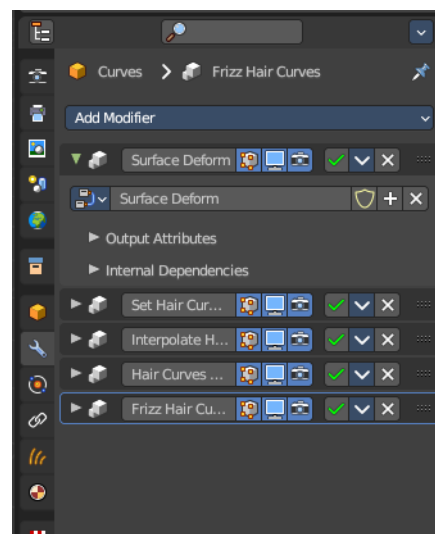 Curves > Frizz Hair Curves
Add Modifier
Surface Deform
Surface Deform
Output Attributes
Internal Dependencies
Set Hair Cur...
Interpolate H...
Hair Curves ...
Frizz Hair Cu...